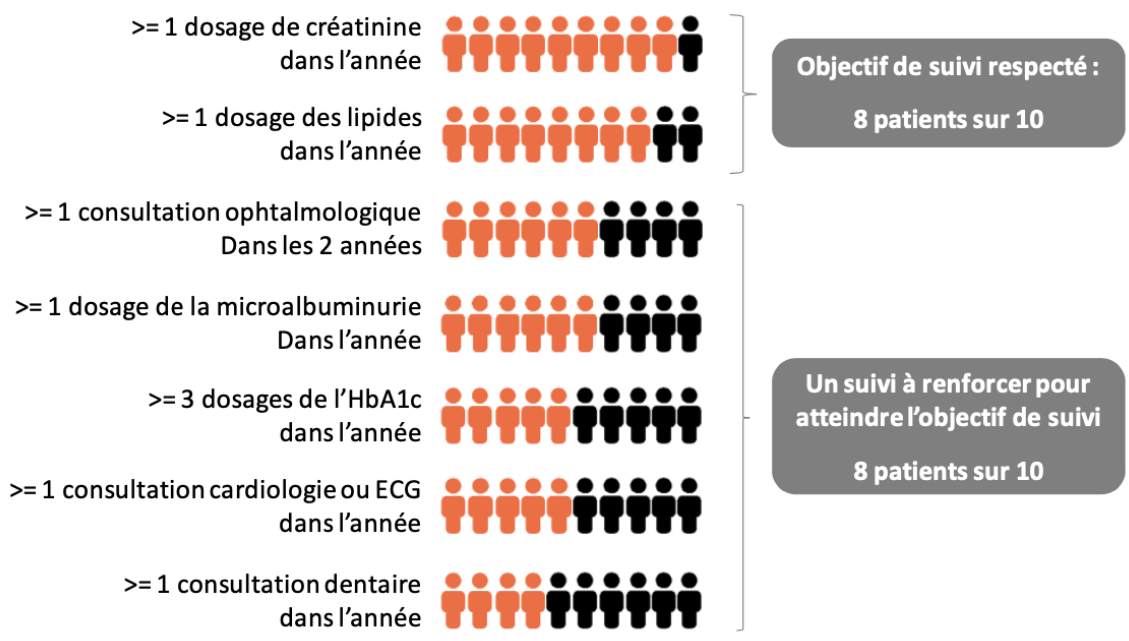 >= 1 dosage de créatinine
dans l'année
>= 1 dosage des lipides
dans l'année
Objectif de suivi respecté :
8 patients sur 10
>= 1 consultation ophtalmologique
Dans les 2 années
>= 1 dosage de la microalbuminurie
Dans l'année
>= 3 dosages de l'HbA1c
dans l'année
>= 1 consultation cardiologie ou ECG
dans l'année
>= 1 consultation dentaire
dans l'année
Un suivi à renforcer pour
atteindre l'objectif de suivi
8 patients sur 10